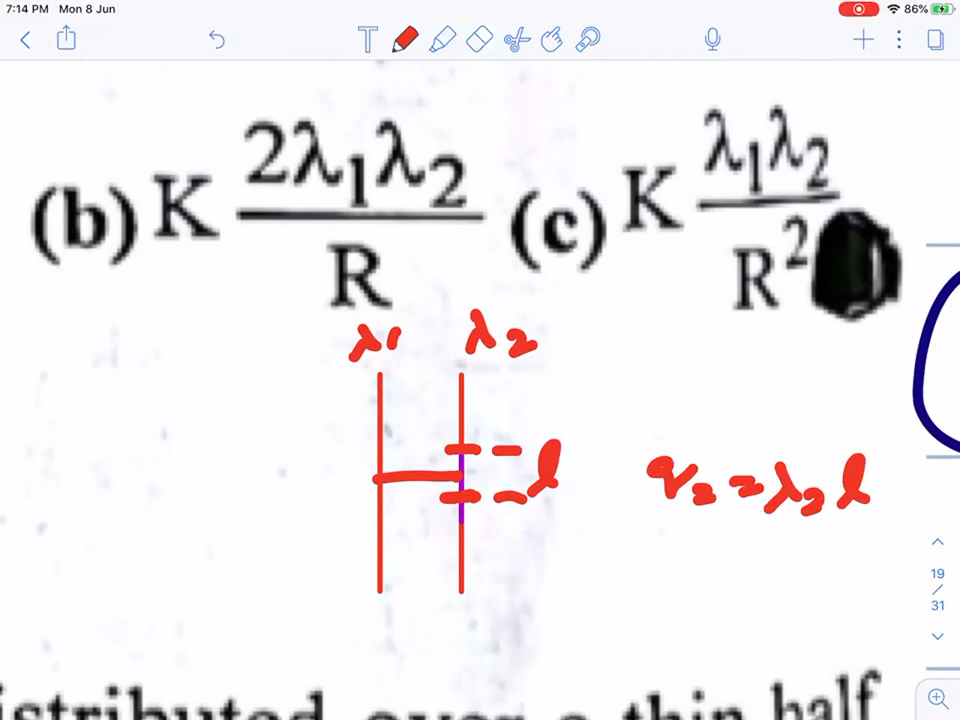 7:14 PM Mon 8 Jun
86%
T
(b) K 2λ₁λ₂ / R (c) K λ₁λ₂ / R²
λ1 λ2
l q₂ = λ₂ l
19
/
31
istributed over a thin half